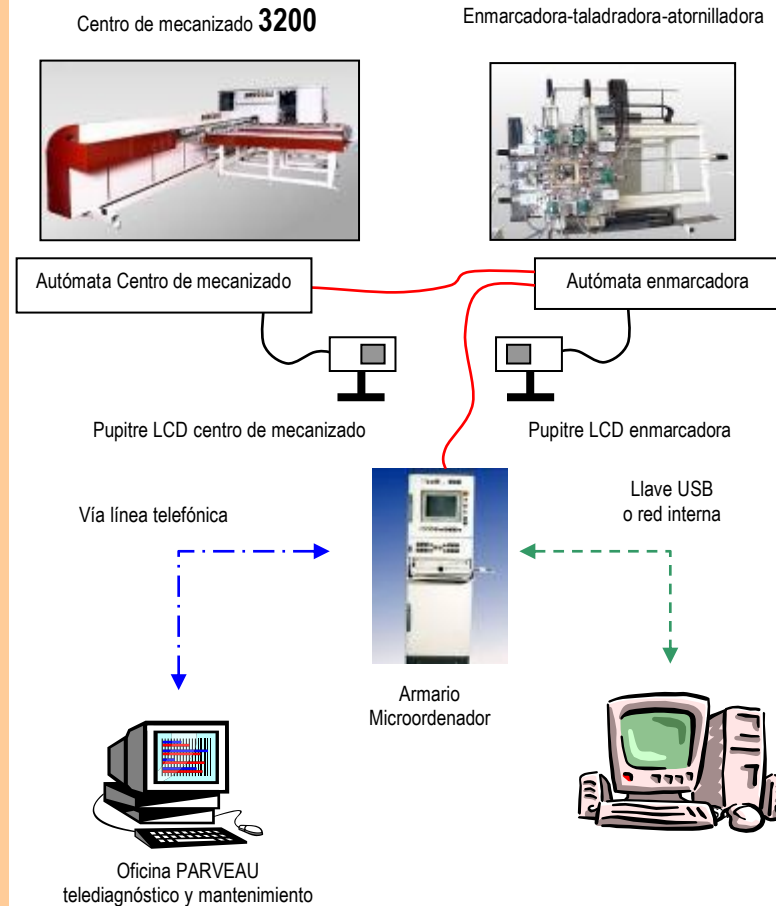 Centro de mecanizado 3200
Enmarcadora-taladradora-atornilladora
Autómata Centro de mecanizado
Autómata enmarcadora
Pupitre LCD centro de mecanizado
Pupitre LCD enmarcadora
Vía línea telefónica
Llave USB
o red interna
Armario
Microordenador
Oficina PARVEAU
telediagnóstico y mantenimiento